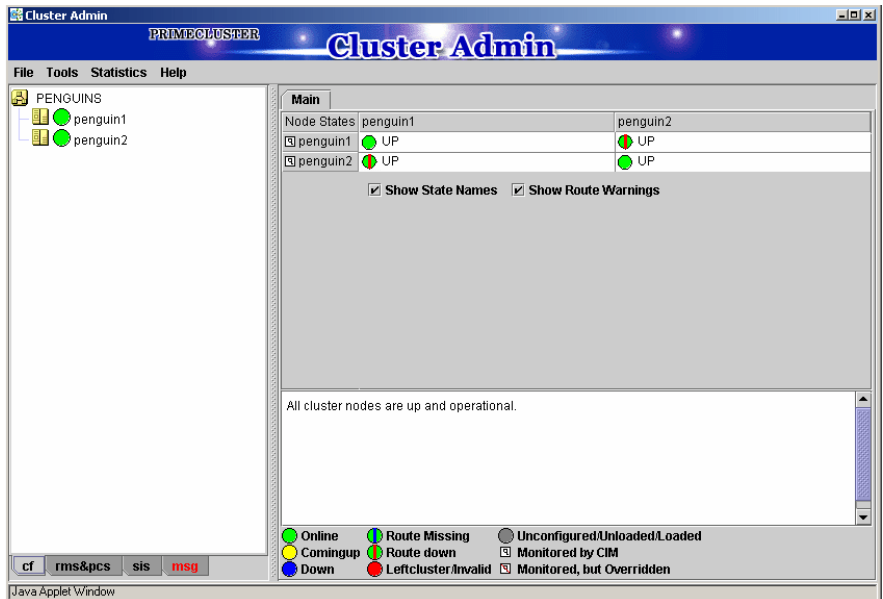 Cluster Admin
PRIMECLUSTER
Cluster Admin
File Tools Statistics Help
PENGUINS
penguin1
penguin2
Main
Node States penguin1 penguin2
penguin1 UP UP
penguin2 UP UP
Show State Names Show Route Warnings
All cluster nodes are up and operational.
Online Route Missing Unconfigured/Unloaded/Loaded
Comingup Route down Monitored by CIM
Down Leftcluster/Invalid Monitored, but Overridden
cf rms&pcs sis msg
Java Applet Window